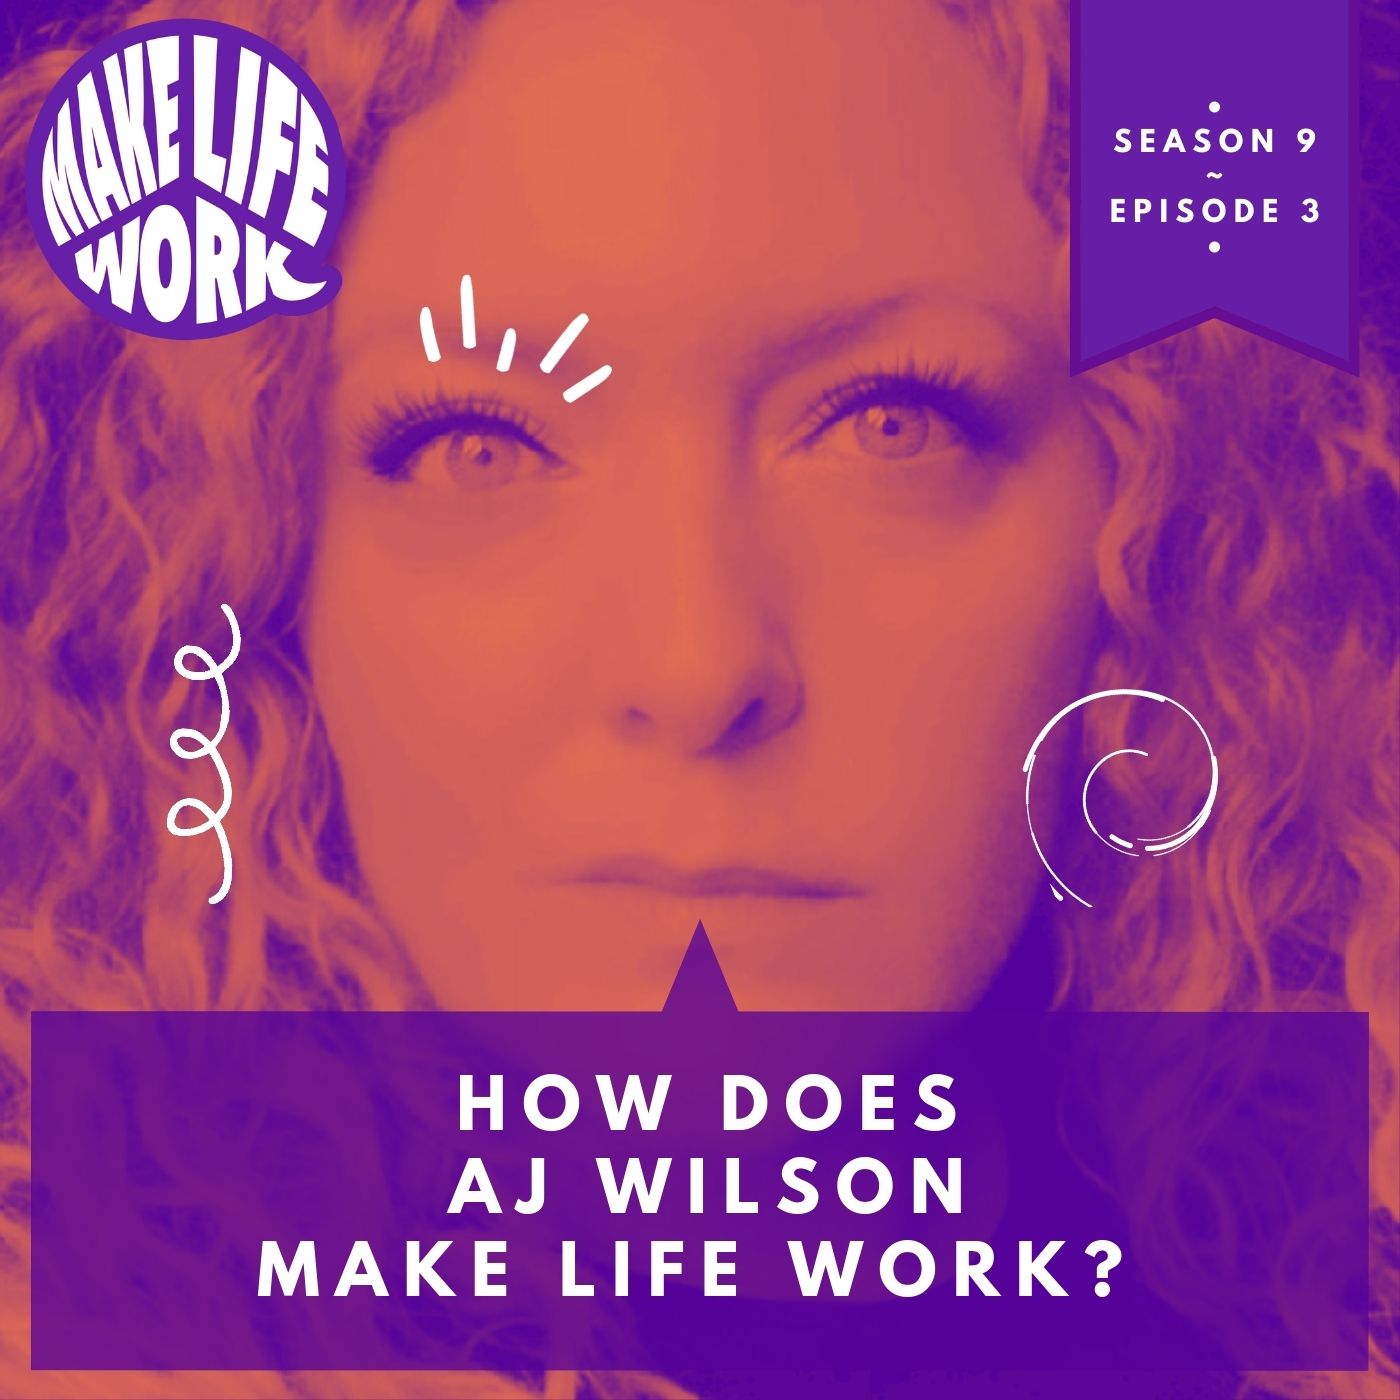 MAKE LIFE
WORK
SEASON 9
~
EPISODE 3
HOW DOES
AJ WILSON
MAKE LIFE WORK?